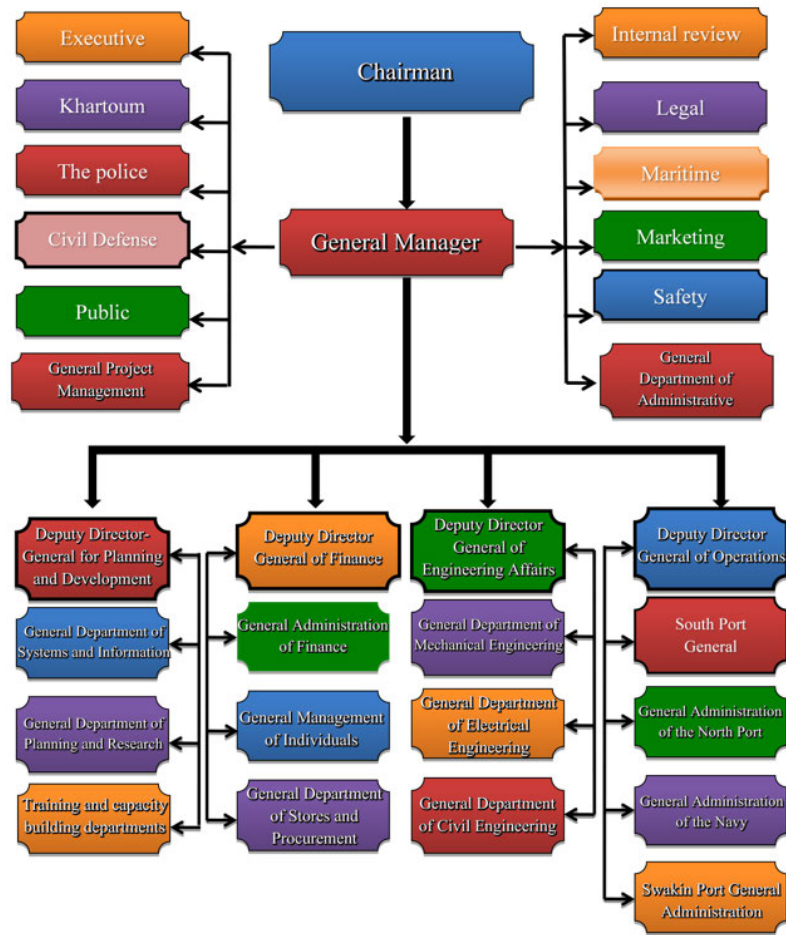 Executive
Khartoum
The police
Civil Defense
Public
General Project
Management
Chairman
General Manager
Internal review
Legal
Maritime
Marketing
Safety
General
Department of
Administrative
Deputy Director-
General for Planning
and Development
General Department of
Systems and Information
General Department of
Planning and Research
Training and capacity
building departments
Deputy Director
General of Finance
General Administration
of Finance
General Management
of Individuals
General Department
of Stores and
Procurement
Deputy Director
General of
Engineering Affairs
General Department of
Mechanical Engineering
General Department
of Electrical
Engineering
General Department
of Civil Engineering
Deputy Director
General of Operations
South Port
General
General Administration
of the North Port
General Administration
of the Navy
Swakin Port General
Administration